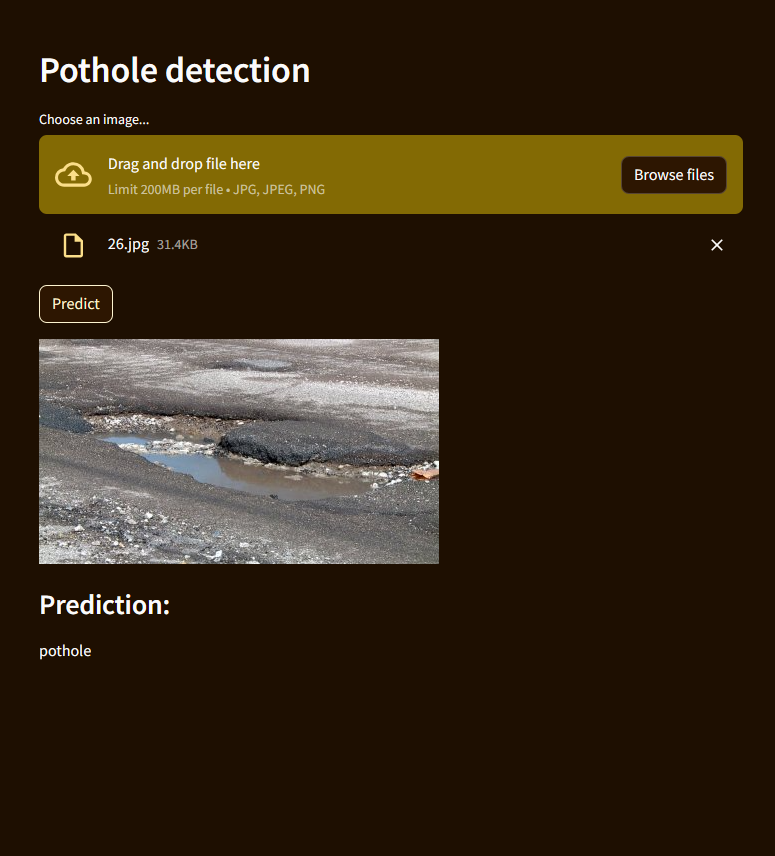 Pothole detection
Choose an image...
Drag and drop file here
Limit 200MB per file • JPG, JPEG, PNG
Browse files
26.jpg 31.4KB
Predict
Prediction:
pothole